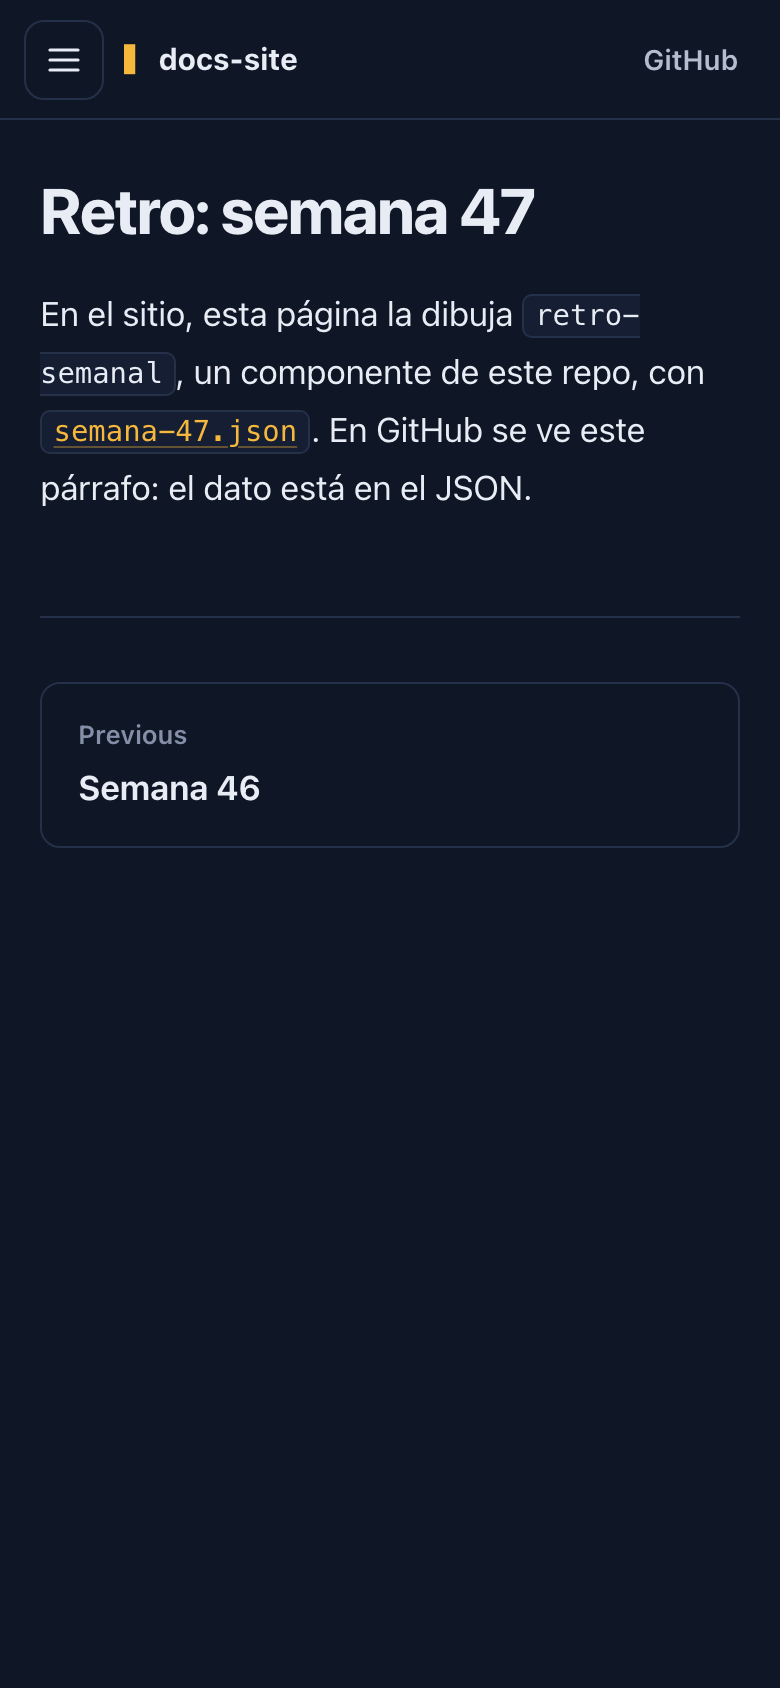 docs-site
GitHub
Retro: semana 47
En el sitio, esta página la dibuja retro-
semanal, un componente de este repo, con
semana-47.json. En GitHub se ve este
párrafo: el dato está en el JSON.
Previous
Semana 46